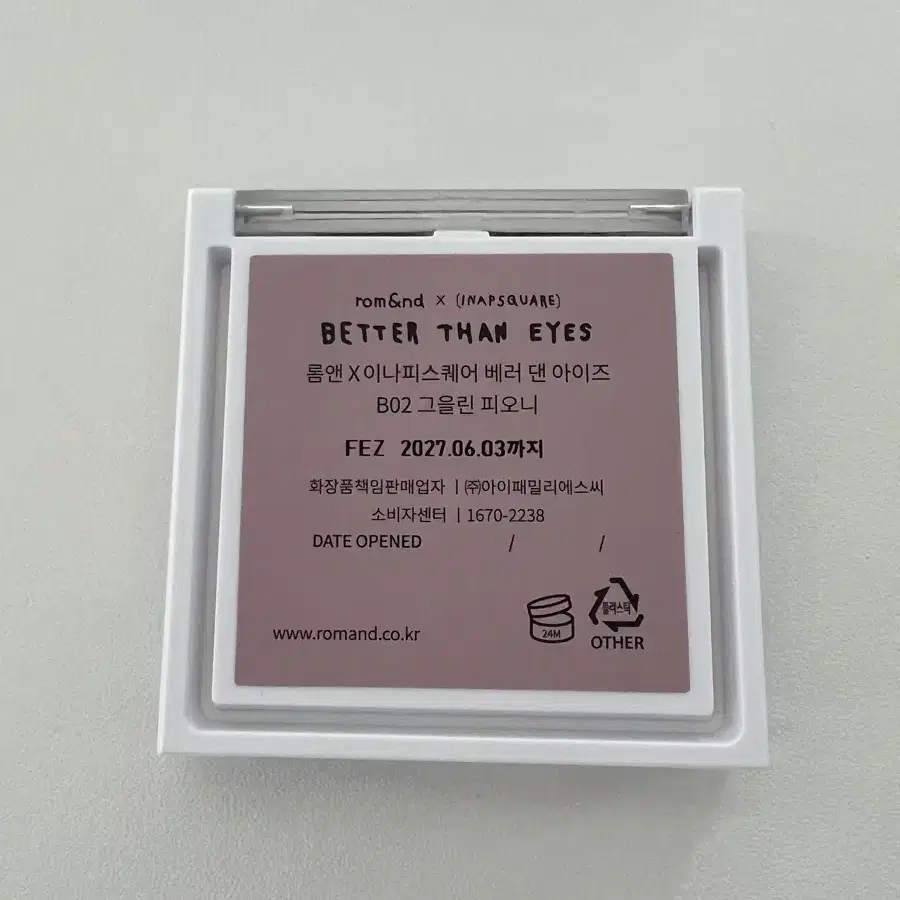 rom&nd X (INAPSQUARE)
BETTER THAN EYES
롬앤 X 이나피스퀘어 베러 댄 아이즈
B02 그을린 피오니
FEZ 2027.06.03까지
화장품책임판매업자 | ㈜아이패밀리에스씨
소비자센터 | 1670-2238
DATE OPENED / /
www.romand.co.kr
24M
플라스틱
OTHER